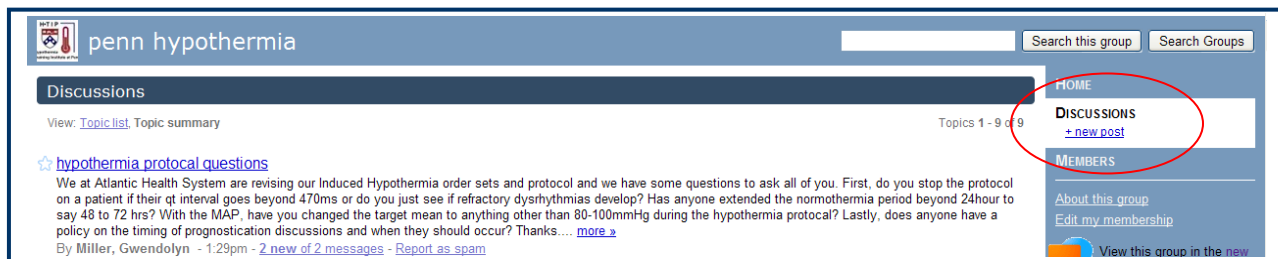 H-TIP
penn hypothermia
Search this group
Search Groups
Discussions
View: Topic list, Topic summary
Topics 1 - 9 of 9
hypothermia protocal questions
We at Atlantic Health System are revising our Induced Hypothermia order sets and protocol and we have some questions to ask all of you. First, do you stop the protocol
on a patient if their qt interval goes beyond 470ms or do you just see if refractory dysrhythmias develop? Has anyone extended the normothermia period beyond 24hour to
say 48 to 72 hrs? With the MAP, have you changed the target mean to anything other than 80-100mmHg during the hypothermia protocal? Lastly, does anyone have a
policy on the timing of prognostication discussions and when they should occur? Thanks.... more »
By Miller, Gwendolyn - 1:29pm - 2 new of 2 messages - Report as spam
HOME
DISCUSSIONS
+ new post
MEMBERS
About this group
Edit my membership
View this group in the new